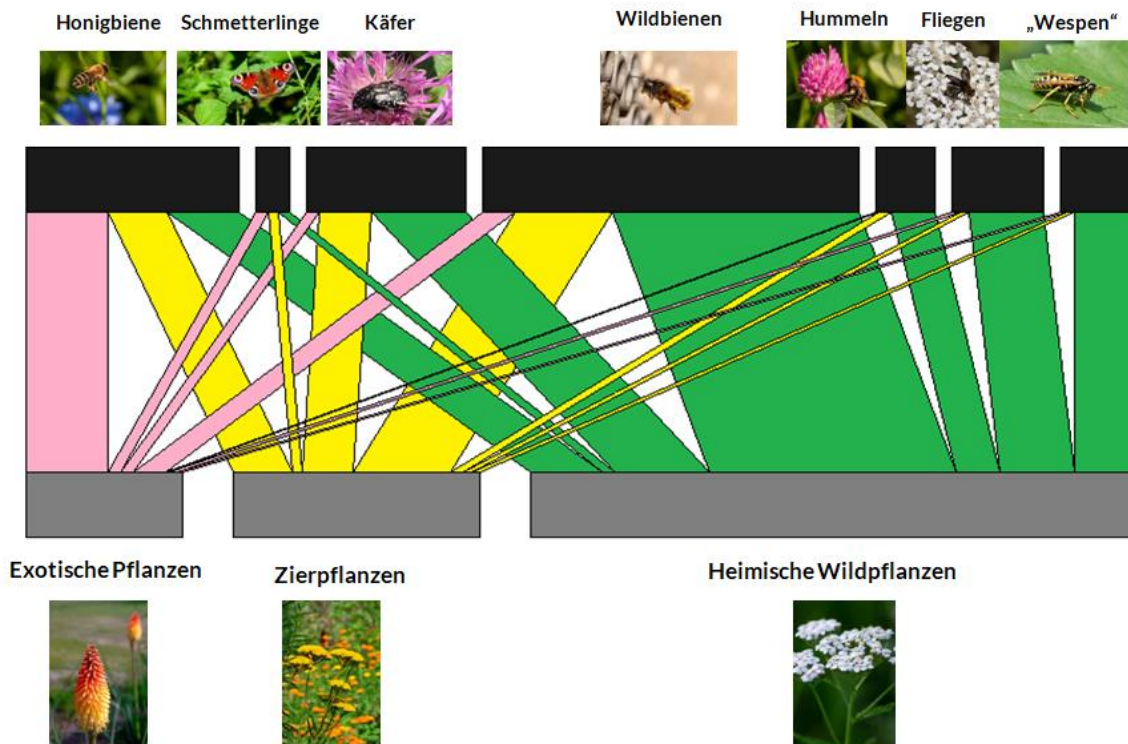 Honigbiene
Schmetterlinge
Käfer
Wildbienen
Hummeln
Fliegen
„Wespen“
Exotische Pflanzen
Zierpflanzen
Heimische Wildpflanzen